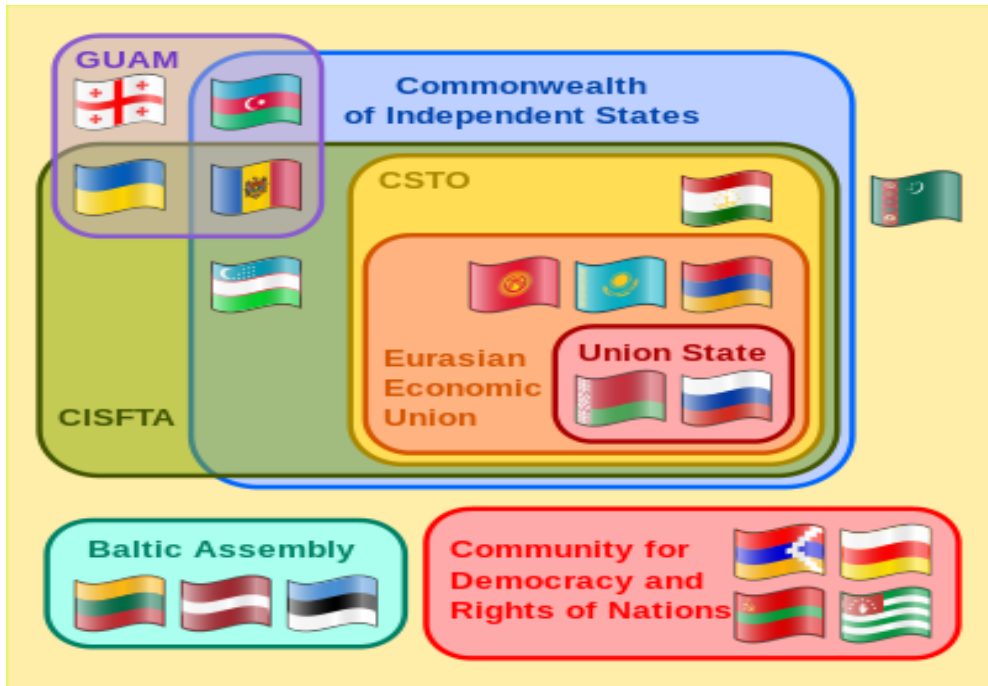 GUAM
Commonwealth
of Independent States
CSTO
Eurasian
Economic
Union
Union State
CISFTA
Baltic Assembly
Community for
Democracy and
Rights of Nations